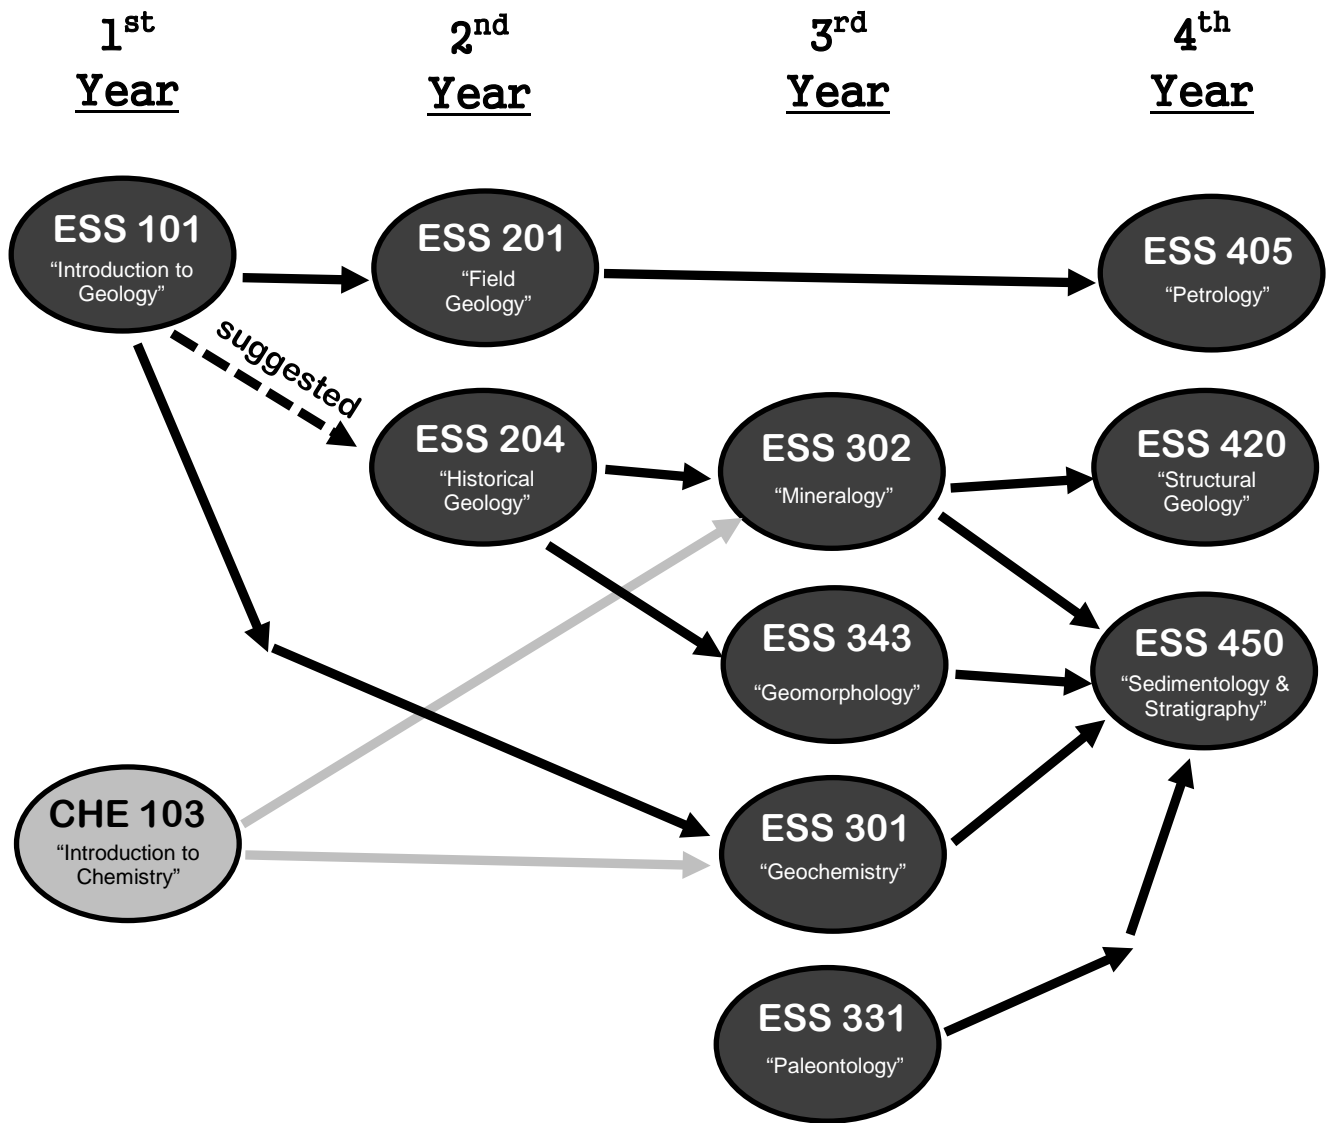 1st 2nd 3rd 4th
Year Year Year Year
ESS 101
“Introduction to
Geology”
ESS 201
“Field
Geology”
ESS 405
“Petrology”
suggested
ESS 204
“Historical
Geology”
ESS 302
“Mineralogy”
ESS 420
“Structural
Geology”
ESS 343
“Geomorphology”
ESS 450
“Sedimentology &
Stratigraphy”
CHE 103
“Introduction to
Chemistry”
ESS 301
“Geochemistry”
ESS 331
“Paleontology”